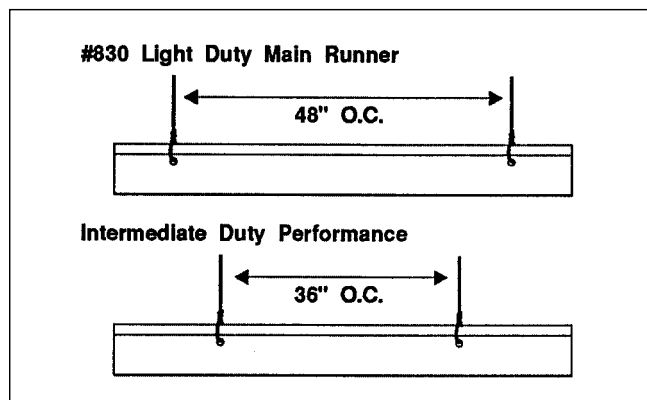 #830 Light Duty Main Runner
48" O.C.
Intermediate Duty Performance
36" O.C.